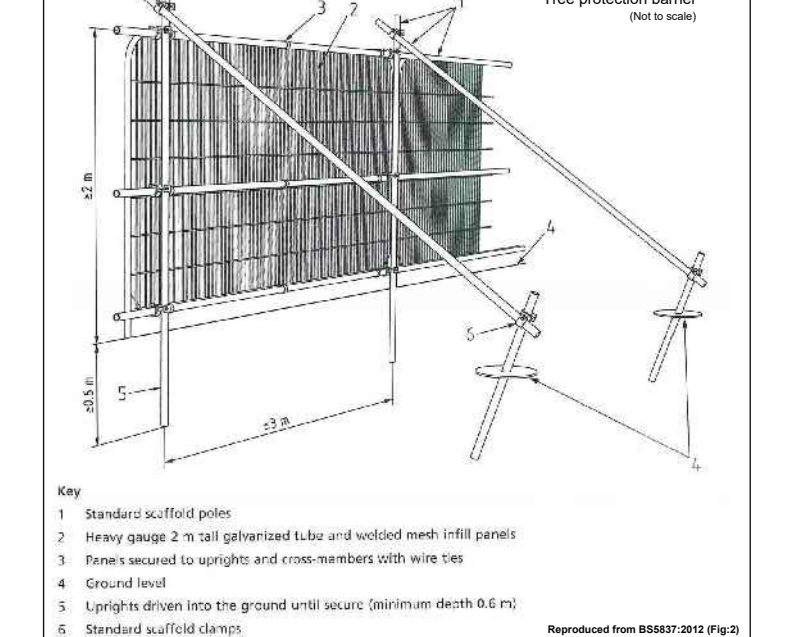 Tree protection barrier
(Not to scale)
1
3
2
≥2 m
4
6
5
≥0.6 m
≤3 m
4
Key
1 Standard scaffold poles
2 Heavy gauge 2 m tall galvanized tube and welded mesh infill panels
3 Panels secured to uprights and cross-members with wire ties
4 Ground level
5 Uprights driven into the ground until secure (minimum depth 0.6 m)
6 Standard scaffold clamps
Reproduced from BS5837:2012 (Fig:2)